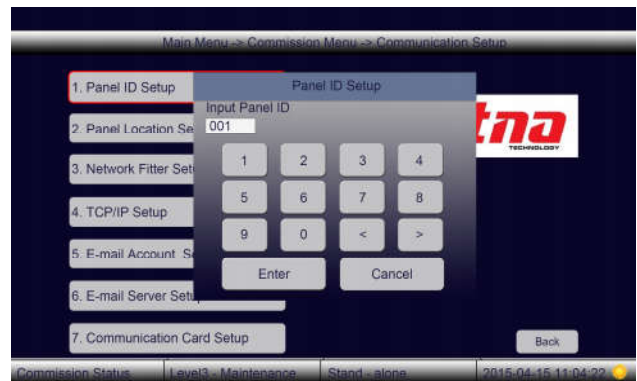 Main Menu -> Commission Menu -> Communication Setup
1. Panel ID Setup
Panel ID Setup
Input Panel ID
001
2. Panel Location Se
3. Network Fitter Set
4. TCP/IP Setup
5. E-mail Account S
6. E-mail Server Setup
7. Communication Card Setup
1 2 3 4
5 6 7 8
9 0 < >
Enter Cancel
tna
TECHNOLOGY
Back
Commission Status Level3 - Maintenance Stand - alone 2015-04-15 11:04:22